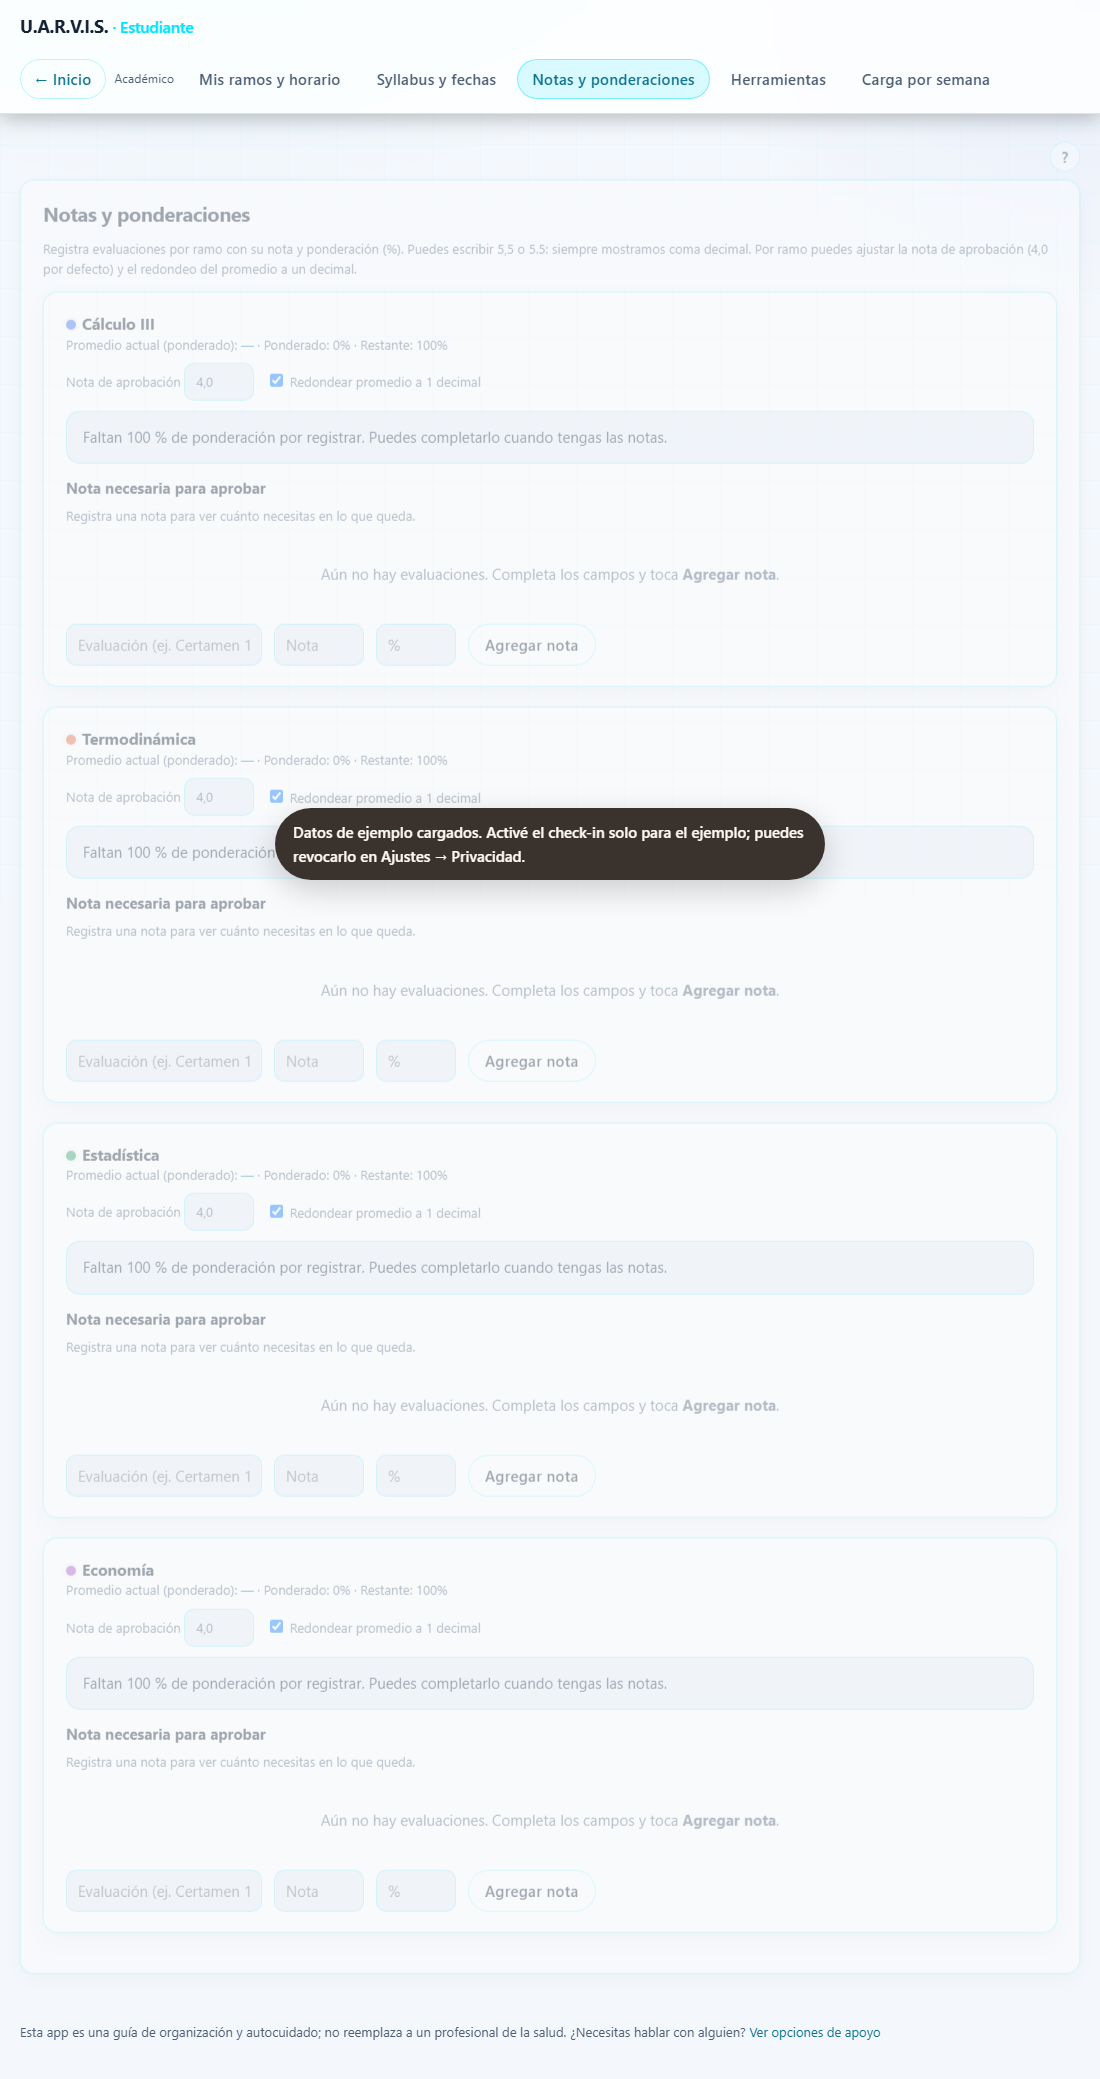 U.A.R.V.I.S. · Estudiante
← Inicio Académico Mis ramos y horario Syllabus y fechas Notas y ponderaciones Herramientas Carga por semana
?
Notas y ponderaciones
Registra evaluaciones por ramo con su nota y ponderación (%). Puedes escribir 5,5 o 5.5: siempre mostramos coma decimal. Por ramo puedes ajustar la nota de aprobación (4,0
por defecto) y el redondeo del promedio a un decimal.
Cálculo III
Promedio actual (ponderado): — · Ponderado: 0% · Restante: 100%
Nota de aprobación 4,0 Redondear promedio a 1 decimal
Faltan 100 % de ponderación por registrar. Puedes completarlo cuando tengas las notas.
Nota necesaria para aprobar
Registra una nota para ver cuánto necesitas en lo que queda.
Aún no hay evaluaciones. Completa los campos y toca Agregar nota.
Evaluación (ej. Certamen 1 Nota % Agregar nota
Termodinámica
Promedio actual (ponderado): — · Ponderado: 0% · Restante: 100%
Nota de aprobación 4,0 Redondear promedio a 1 decimal
Faltan 100 % de ponderación
Datos de ejemplo cargados. Activé el check-in solo para el ejemplo; puedes
revocarlo en Ajustes → Privacidad.
Nota necesaria para aprobar
Registra una nota para ver cuánto necesitas en lo que queda.
Aún no hay evaluaciones. Completa los campos y toca Agregar nota.
Evaluación (ej. Certamen 1 Nota % Agregar nota
Estadística
Promedio actual (ponderado): — · Ponderado: 0% · Restante: 100%
Nota de aprobación 4,0 Redondear promedio a 1 decimal
Faltan 100 % de ponderación por registrar. Puedes completarlo cuando tengas las notas.
Nota necesaria para aprobar
Registra una nota para ver cuánto necesitas en lo que queda.
Aún no hay evaluaciones. Completa los campos y toca Agregar nota.
Evaluación (ej. Certamen 1 Nota % Agregar nota
Economía
Promedio actual (ponderado): — · Ponderado: 0% · Restante: 100%
Nota de aprobación 4,0 Redondear promedio a 1 decimal
Faltan 100 % de ponderación por registrar. Puedes completarlo cuando tengas las notas.
Nota necesaria para aprobar
Registra una nota para ver cuánto necesitas en lo que queda.
Aún no hay evaluaciones. Completa los campos y toca Agregar nota.
Evaluación (ej. Certamen 1 Nota % Agregar nota
Esta app es una guía de organización y autocuidado; no reemplaza a un profesional de la salud. ¿Necesitas hablar con alguien? Ver opciones de apoyo